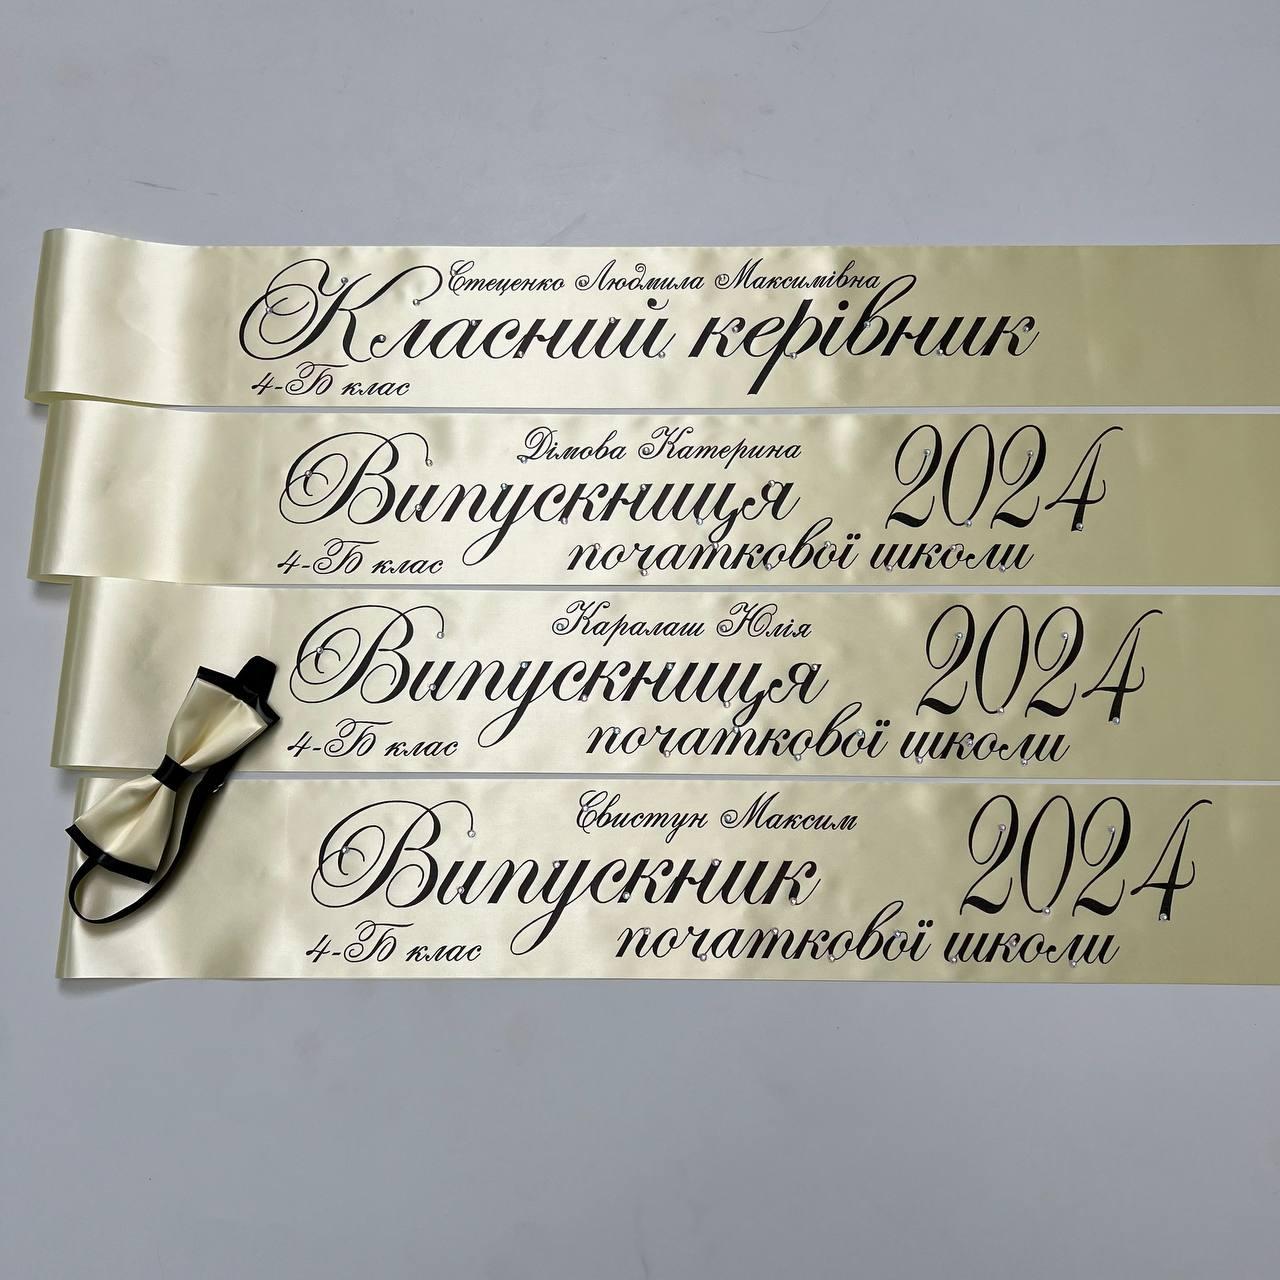 Стеценко Людмила Максимівна
Класний керівник
4-Б клас
Дімова Катерина
Випускниця 2024
початкової школи
4-Б клас
Каралаш Юлія
Випускниця 2024
початкової школи
4-Б клас
Євистун Максим
Випускник 2024
початкової школи
4-Б клас